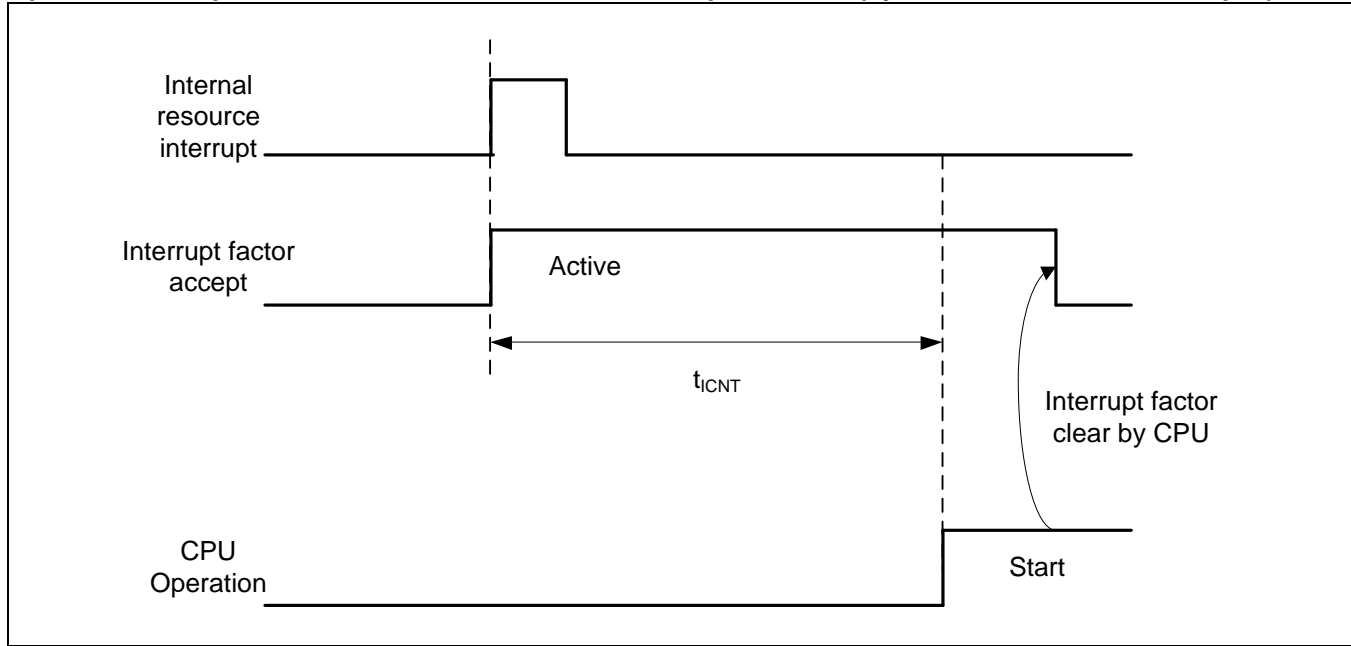 Internal
resource
interrupt
Interrupt factor
accept
Active
tICNT
Interrupt factor
clear by CPU
CPU
Operation
Start